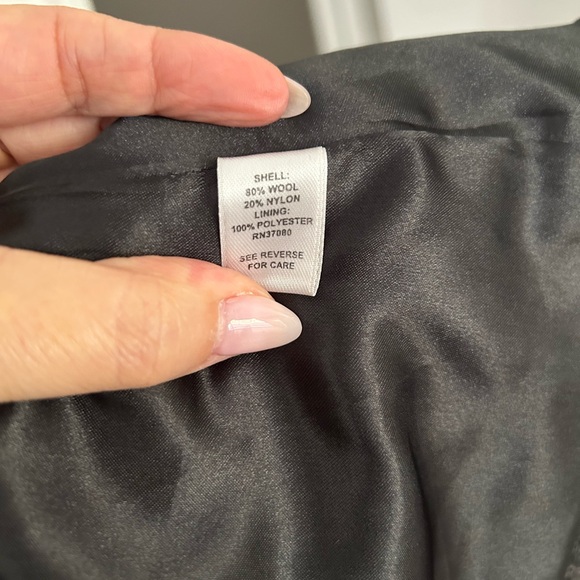 SHELL:
80% WOOL
20% NYLON
LINING:
100% POLYESTER
RN37080
SEE REVERSE
FOR CARE